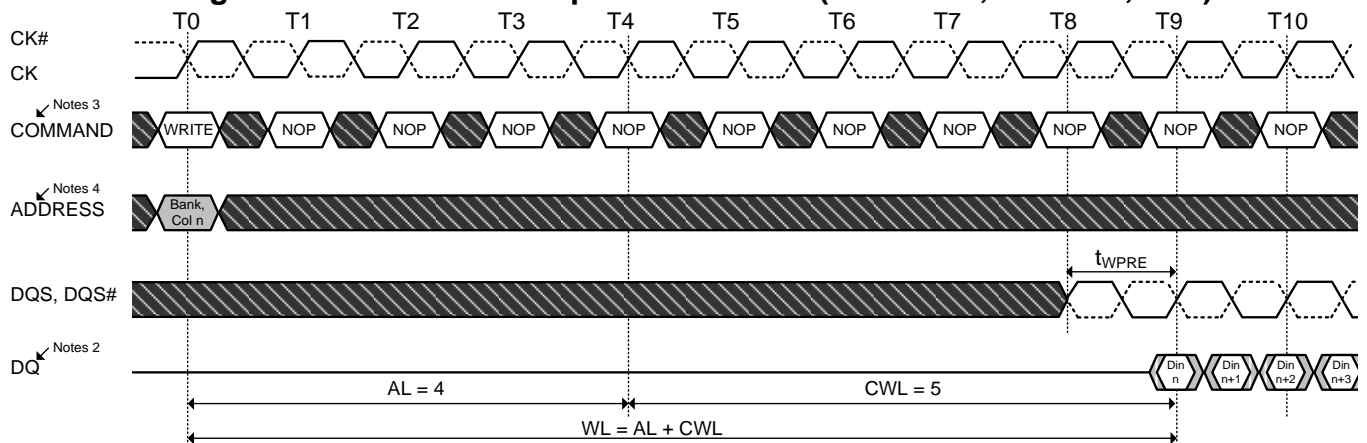 T0 T1 T2 T3 T4 T5 T6 T7 T8 T9 T10
CK#
CK
Notes 3
COMMAND
WRITE NOP NOP NOP NOP NOP NOP NOP NOP NOP NOP
Notes 4
ADDRESS
Bank,
Col n
tWPRE
DQS, DQS#
Notes 2
DQ
Din
n
Din
n+1
Din
n+2
Din
n+3
AL = 4
CWL = 5
WL = AL + CWL